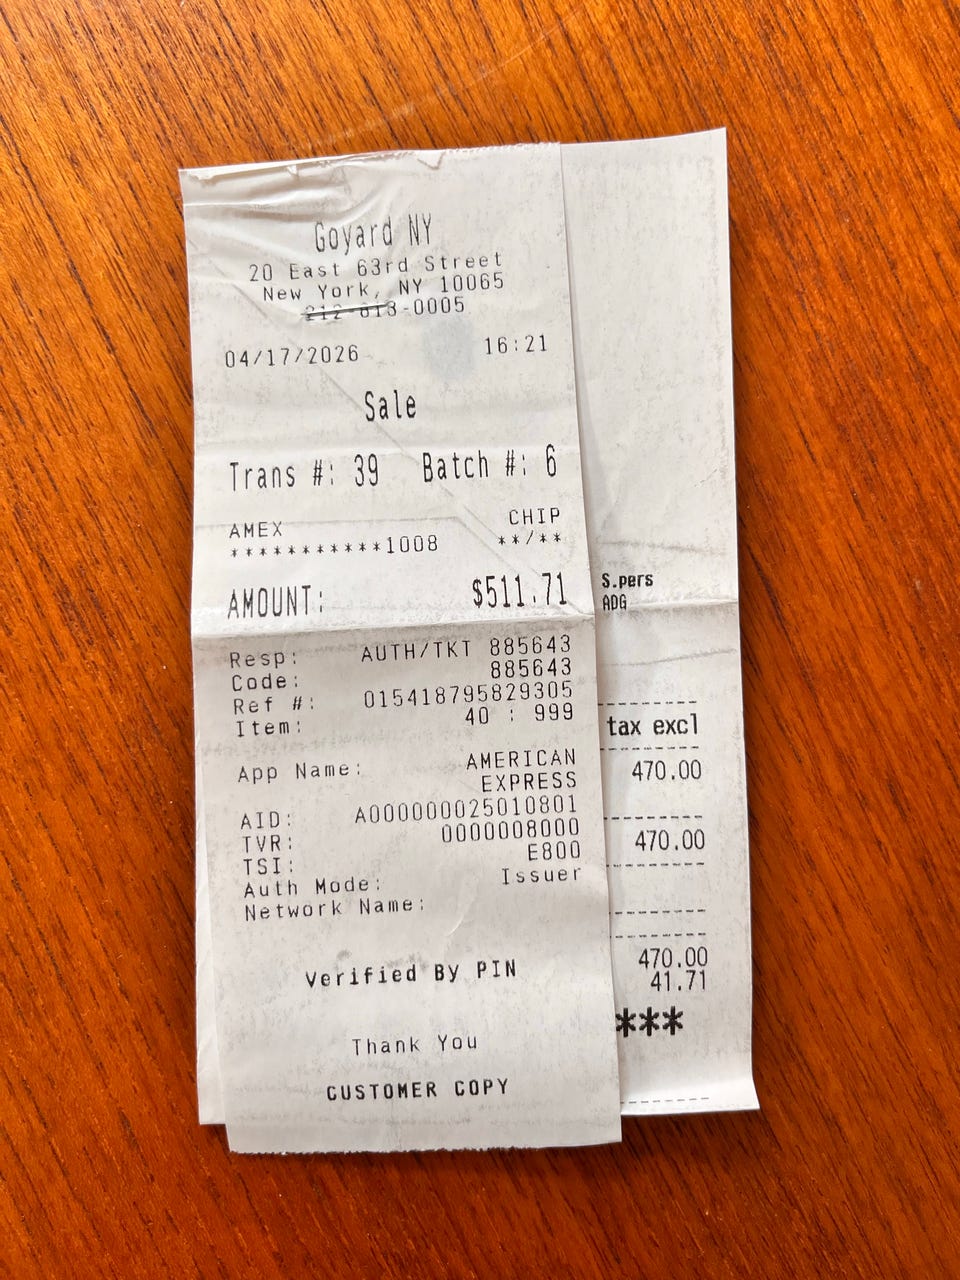 Goyard NY
20 East 63rd Street
New York, NY 10065
212-813-0005
04/17/2026 16:21
Sale
Trans #: 39 Batch #: 6
AMEX CHIP
***********1008 **/**
AMOUNT: $511.71
Resp: AUTH/TKT 885643
Code: 885643
Ref #: 015418795829305
Item: 40 : 999
App Name: AMERICAN
EXPRESS
AID: A000000025010801
TVR: 0000008000
TSI: E800
Auth Mode: Issuer
Network Name:
Verified By PIN
Thank You
CUSTOMER COPY
S.pers
ADG
tax excl
470.00
470.00
470.00
41.71
***